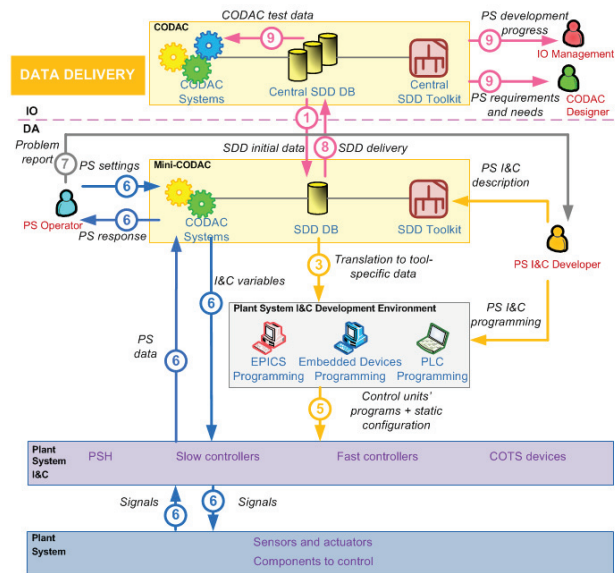 CODAC
CODAC test data
9
PS development
progress
9
IO Management
DATA DELIVERY
CODAC
Systems
Central SDD DB
Central
SDD Toolkit
9
PS requirements
and needs
CODAC
Designer
IO
DA
1
Problem
report
7
PS settings
6
SDD initial data
8
SDD delivery
Mini-CODAC
PS I&C
description
6
PS Operator
PS response
CODAC
Systems
SDD DB
SDD Toolkit
PS I&C Developer
I&C variables
3
Translation to tool-
specific data
6
Plant System I&C Development Environment
PS I&C
programming
PS
data
6
EPICS
Programming
Embedded Devices
Programming
PLC
Programming
5
Control units'
programs + static
configuration
Plant
System
I&C
PSH
Slow controllers
Fast controllers
COTS devices
Signals
6
6
Signals
Plant
System
Sensors and actuators
Components to control